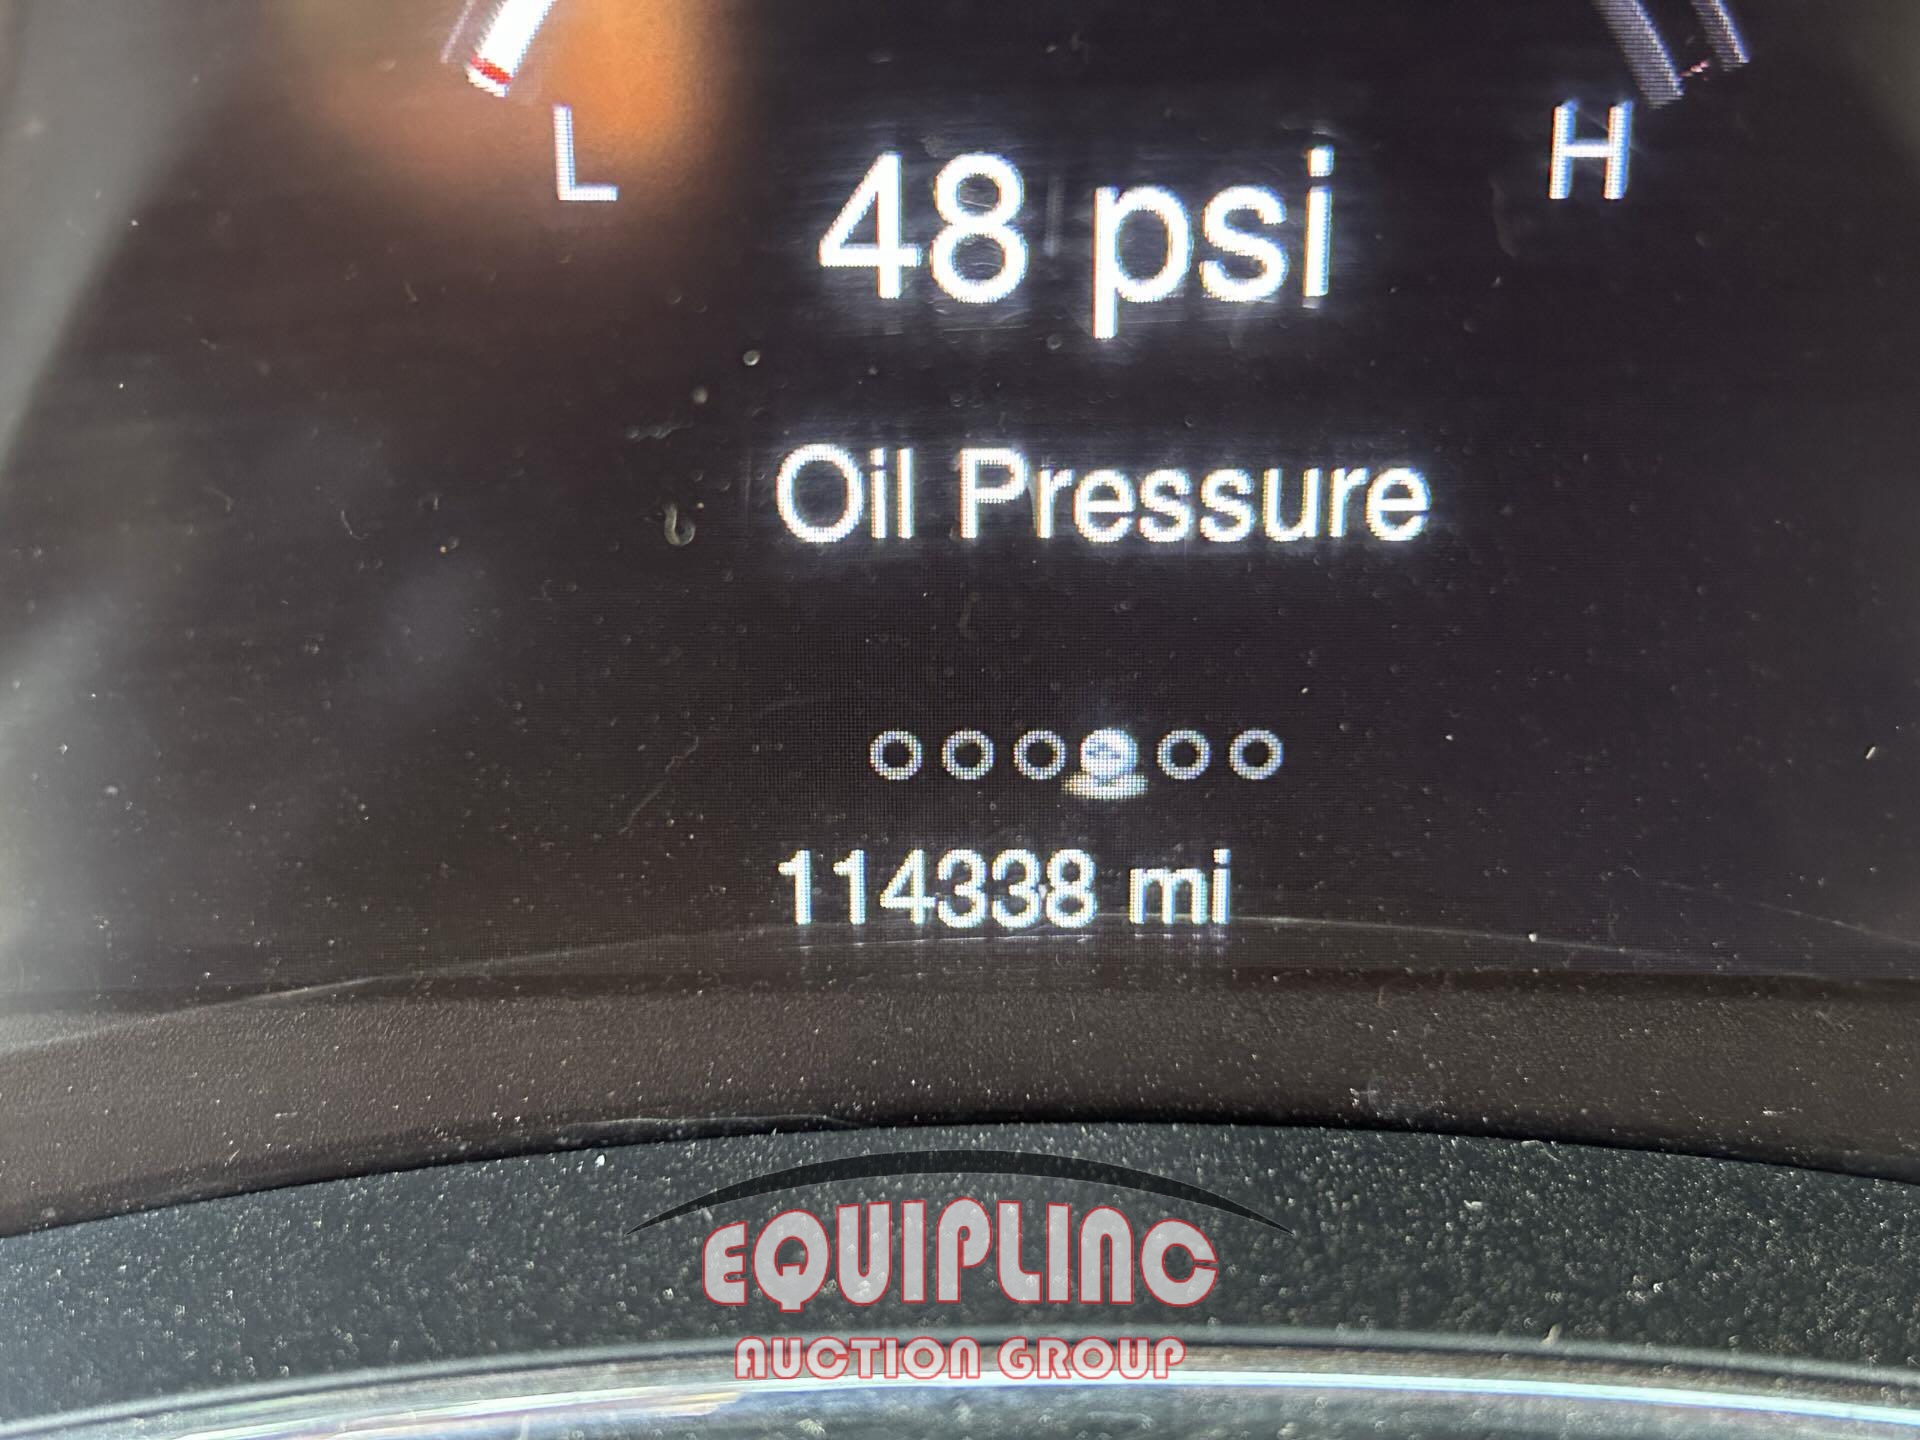 L H
48 psi
Oil Pressure
114338 mi
EQUIPLINC
AUCTION GROUP